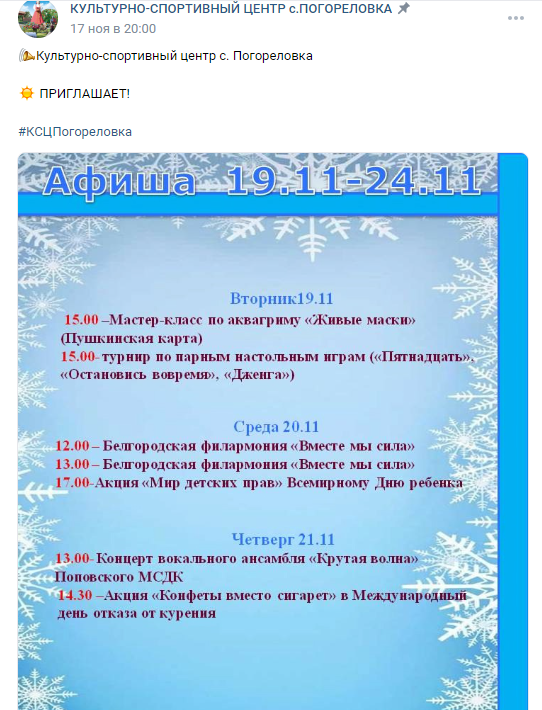 КУЛЬТУРНО-СПОРТИВНЫЙ ЦЕНТР с.ПОГОРЕЛОВКА
17 ноя в 20:00
Культурно-спортивный центр с. Погореловка
ПРИГЛАШАЕТ!
#КСЦПогореловка
Афиша 19.11-24.11
Вторник19.11
15.00 –Мастер-класс по аквагриму «Живые маски»
(Пушкинская карта)
15.00- турнир по парным настольным играм («Пятнадцать»,
«Остановись вовремя», «Дженга»)
Среда 20.11
12.00 – Белгородская филармония «Вместе мы сила»
13.00 – Белгородская филармония «Вместе мы сила»
17.00-Акция «Мир детских прав» Всемирному Дню ребенка
Четверг 21.11
13.00- Концерт вокального ансамбля «Крутая волна»
Поповского МСДК
14.30 –Акция «Конфеты вместо сигарет» в Международный
день отказа от курения